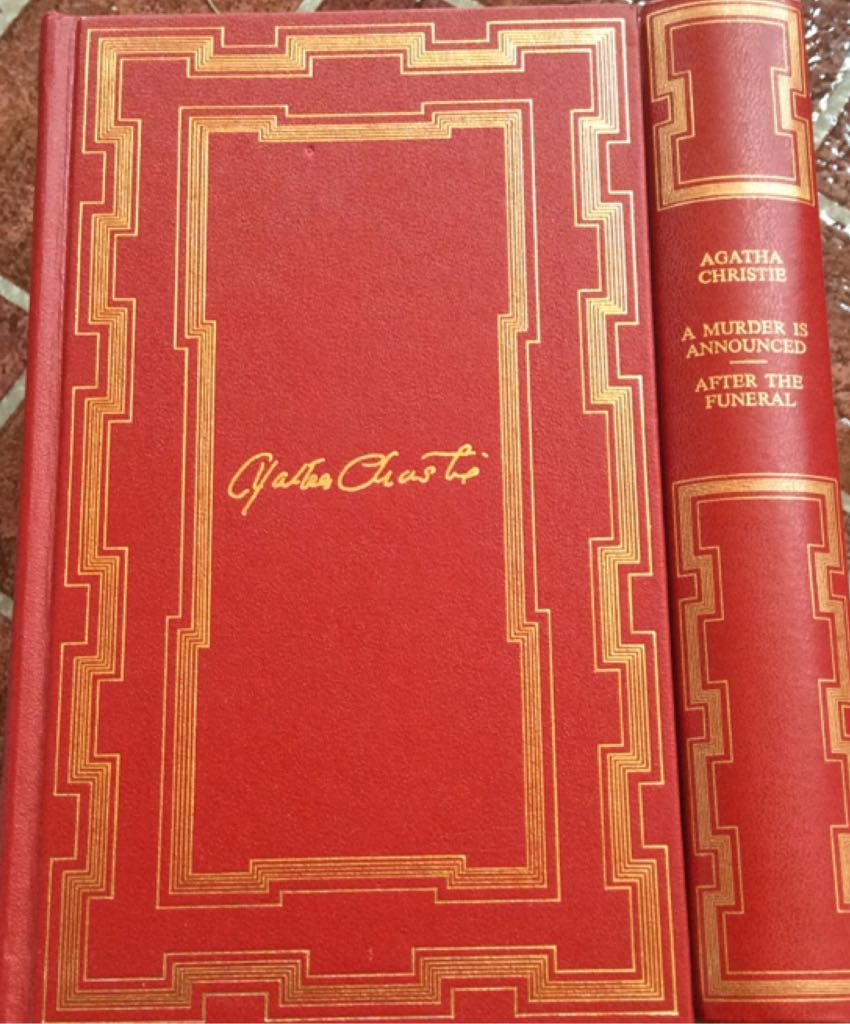 Agatha Christie
AGATHA
CHRISTIE
A MURDER IS
ANNOUNCED
AFTER THE
FUNERAL